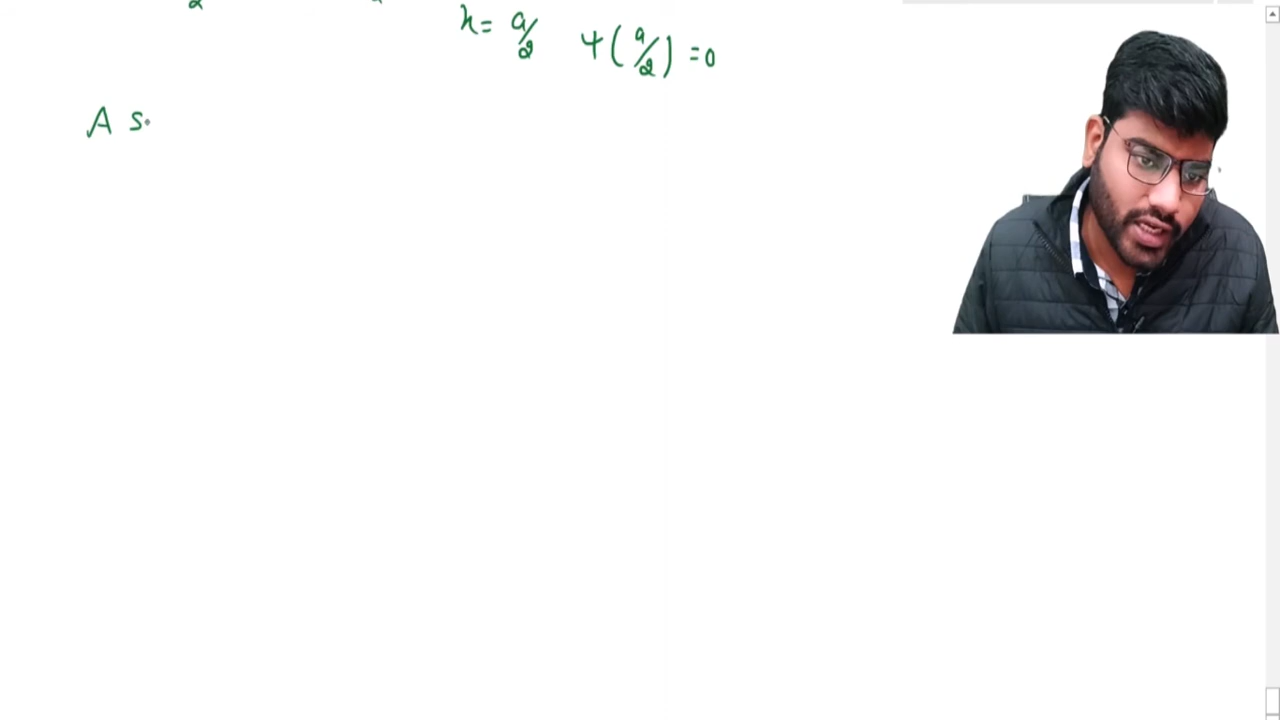 x = a/2 ψ(a/2) = 0
A s